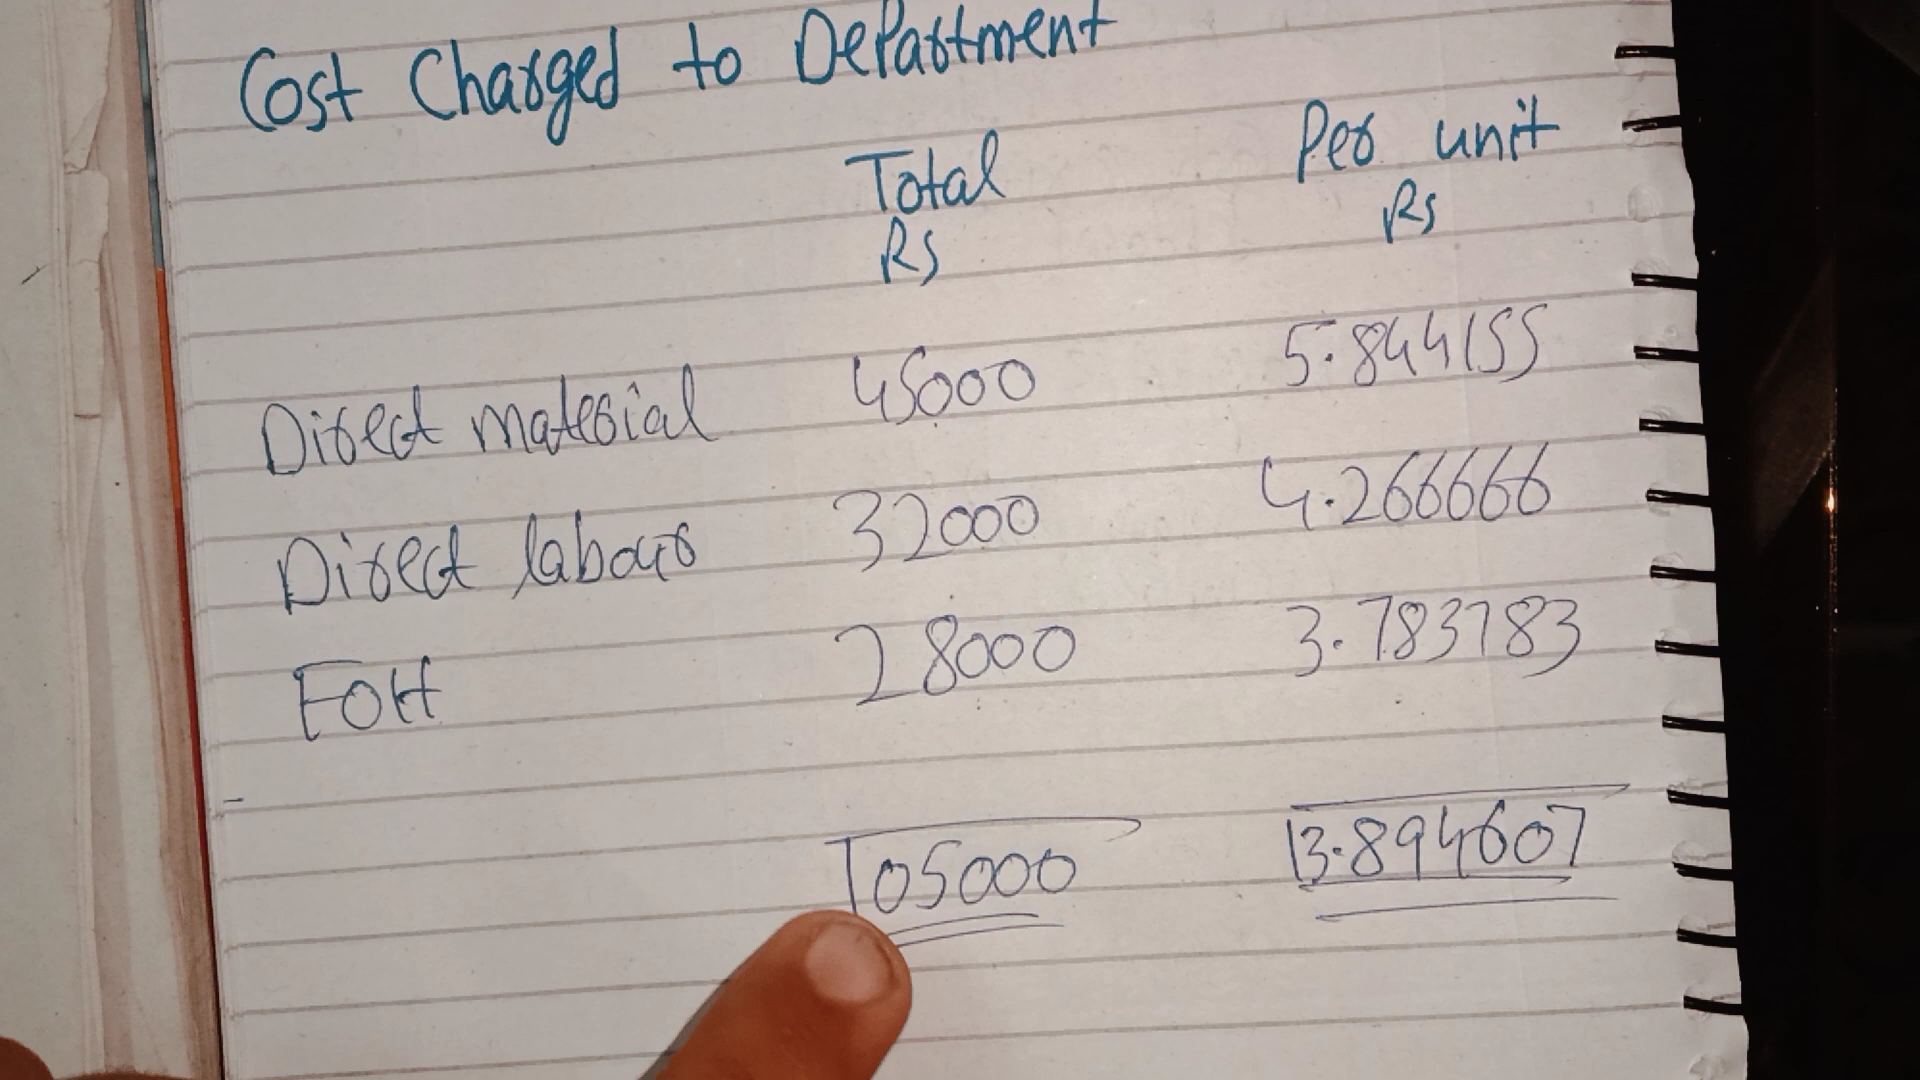 Cost Charged to Department
Total Per unit
Rs Rs
Direct material 45000 5.844155
Direct labour 32000 4.266666
FOH 28000 3.783783
105000 13.894607